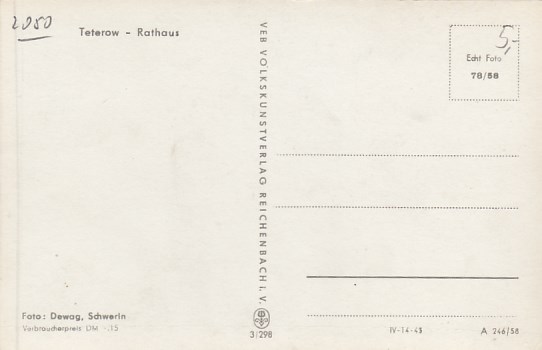 2050
Teterow - Rathaus
5,-
Echt Foto
78/58
VEB VOLKSKUNSTVERLAG REICHENBACH i. V.
Foto: Dewag, Schwerin
Verbraucherpreis DM -.15
3/298
IV-14-45
A 246/58